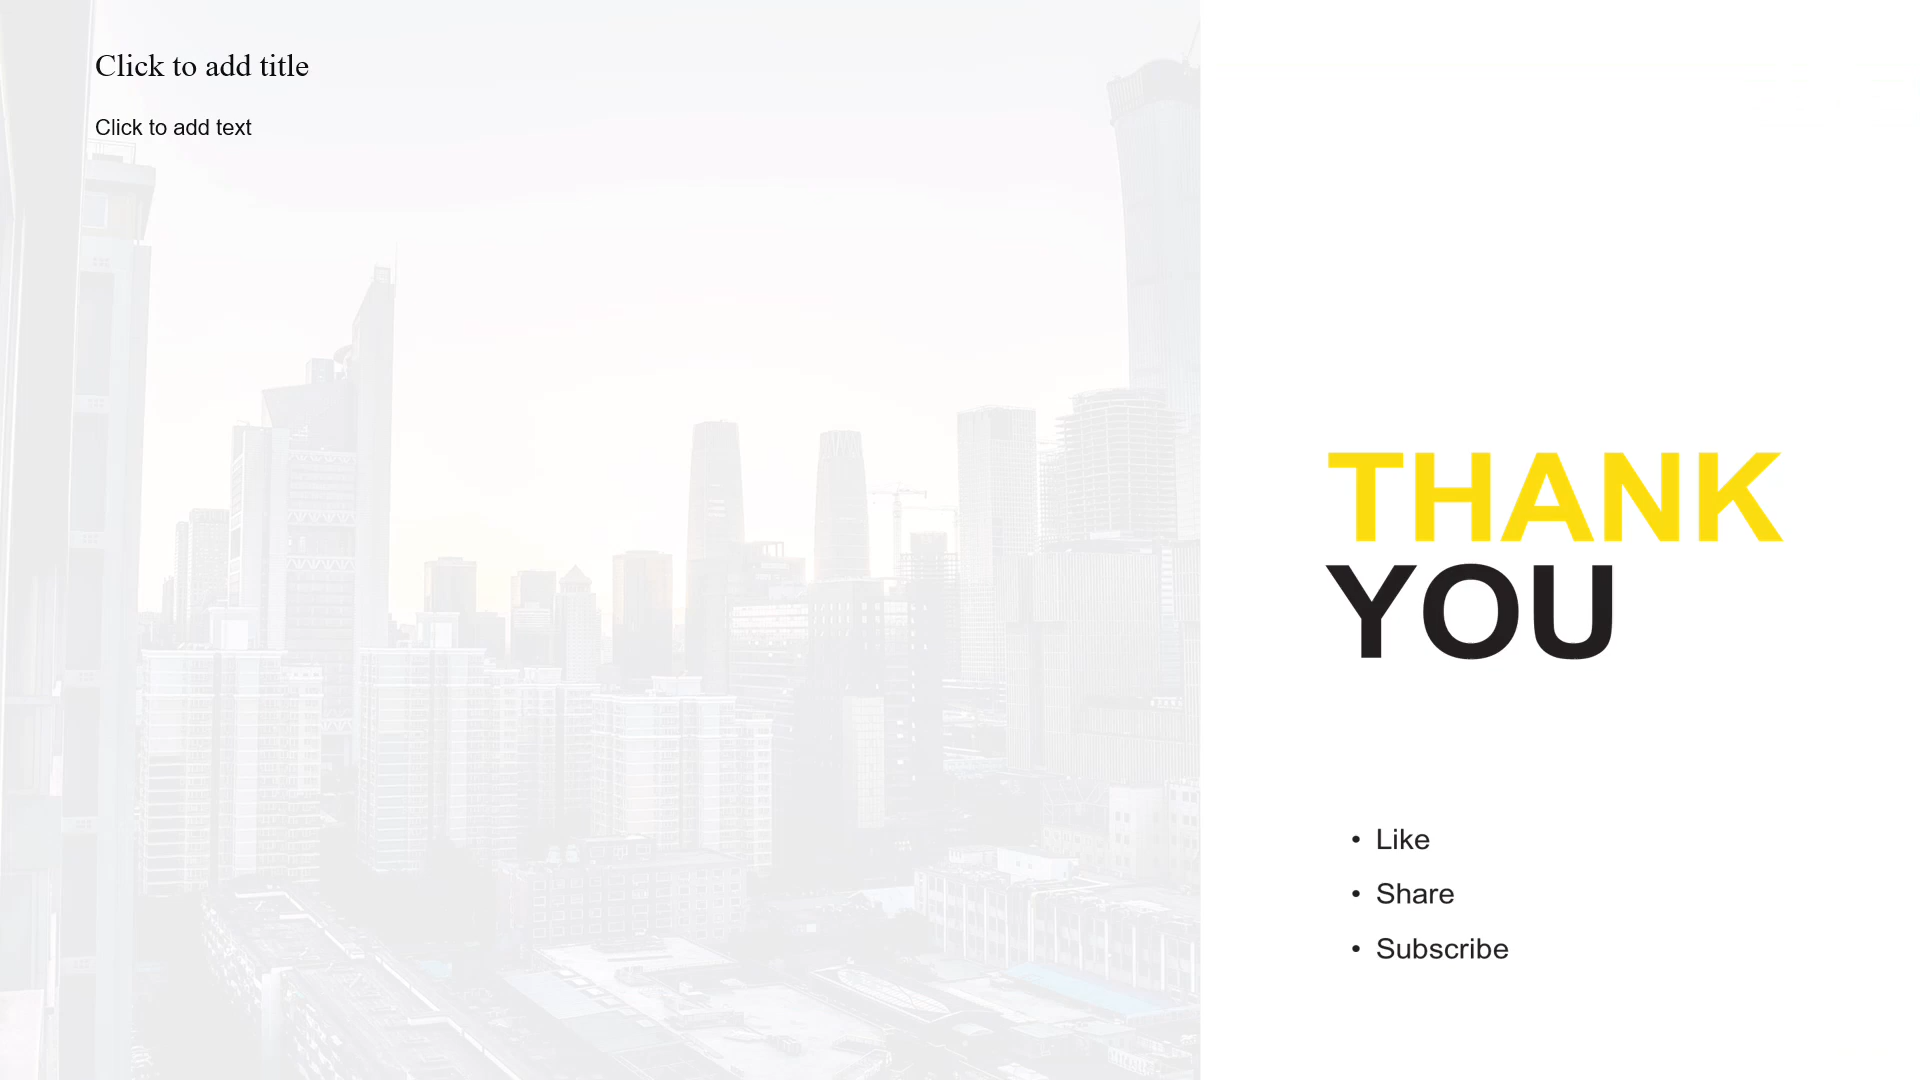 Click to add title
Click to add text
THANK
YOU
• Like
• Share
• Subscribe